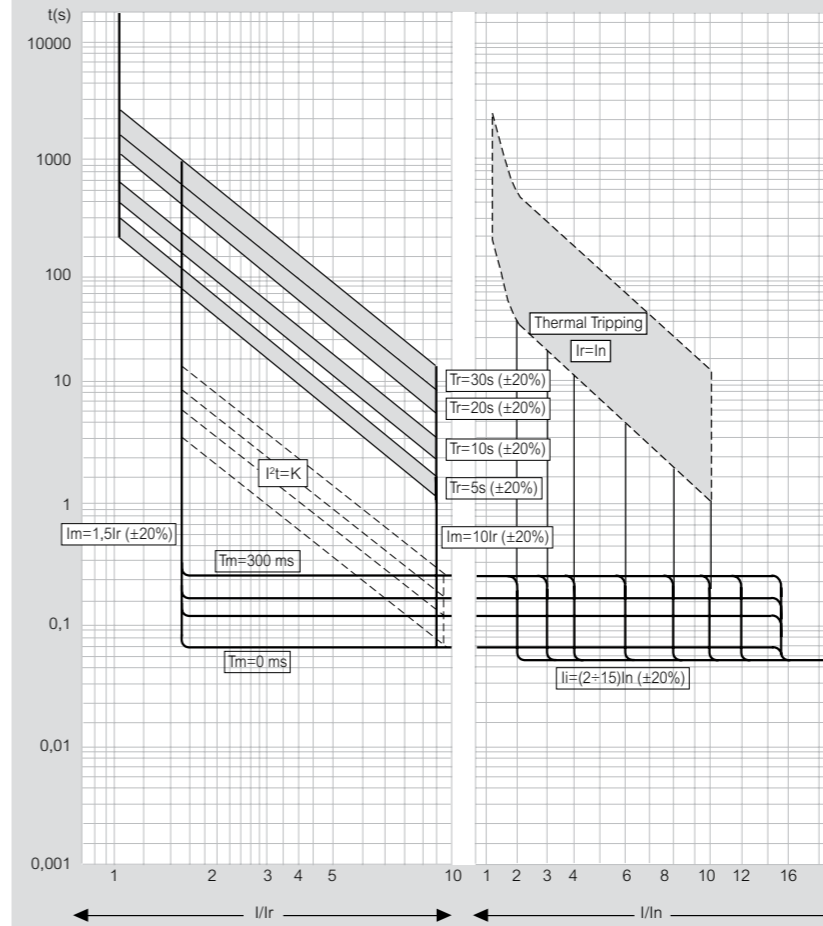 t(s)
10000
1000
100
10
1
0,1
0,01
0,001
Thermal Tripping
Ir=In
Tr=30s (±20%)
Tr=20s (±20%)
Tr=10s (±20%)
Tr=5s (±20%)
I²t=K
Im=1,5Ir (±20%)
Im=10Ir (±20%)
Tm=300 ms
Tm=0 ms
Ii=(2÷15)In (±20%)
1 2 3 4 5 10 1 2 3 4 6 8 10 12 16
I/Ir I/In